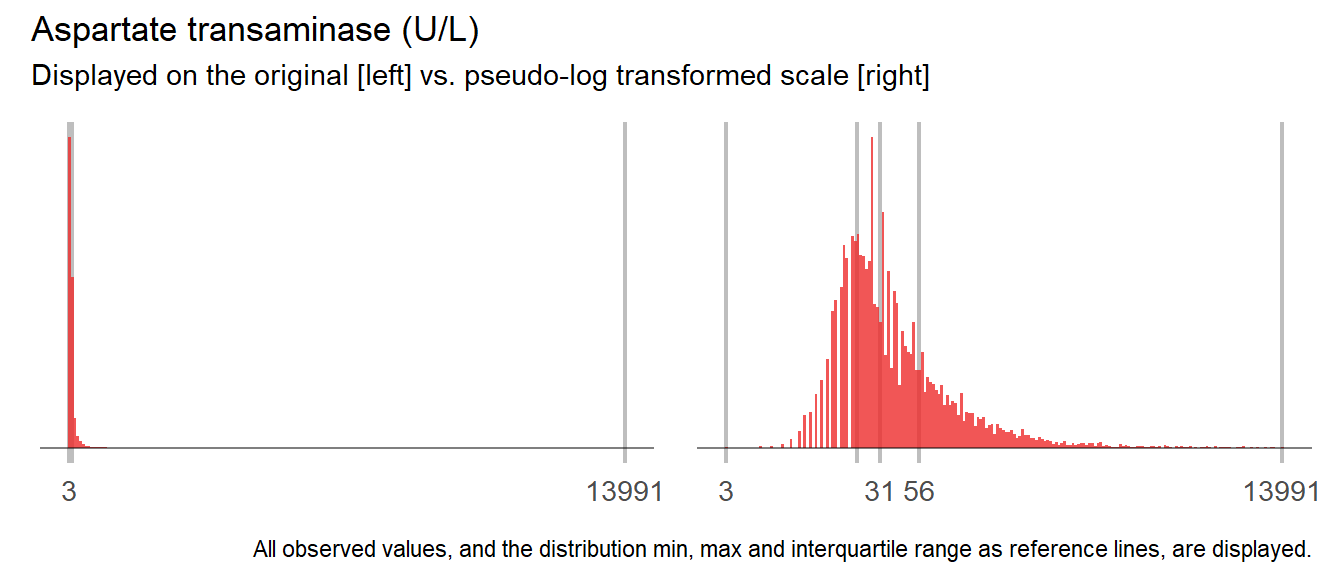 Aspartate transaminase (U/L)
Displayed on the original [left] vs. pseudo-log transformed scale [right]
3 13991 3 31 56 13991
All observed values, and the distribution min, max and interquartile range as reference lines, are displayed.